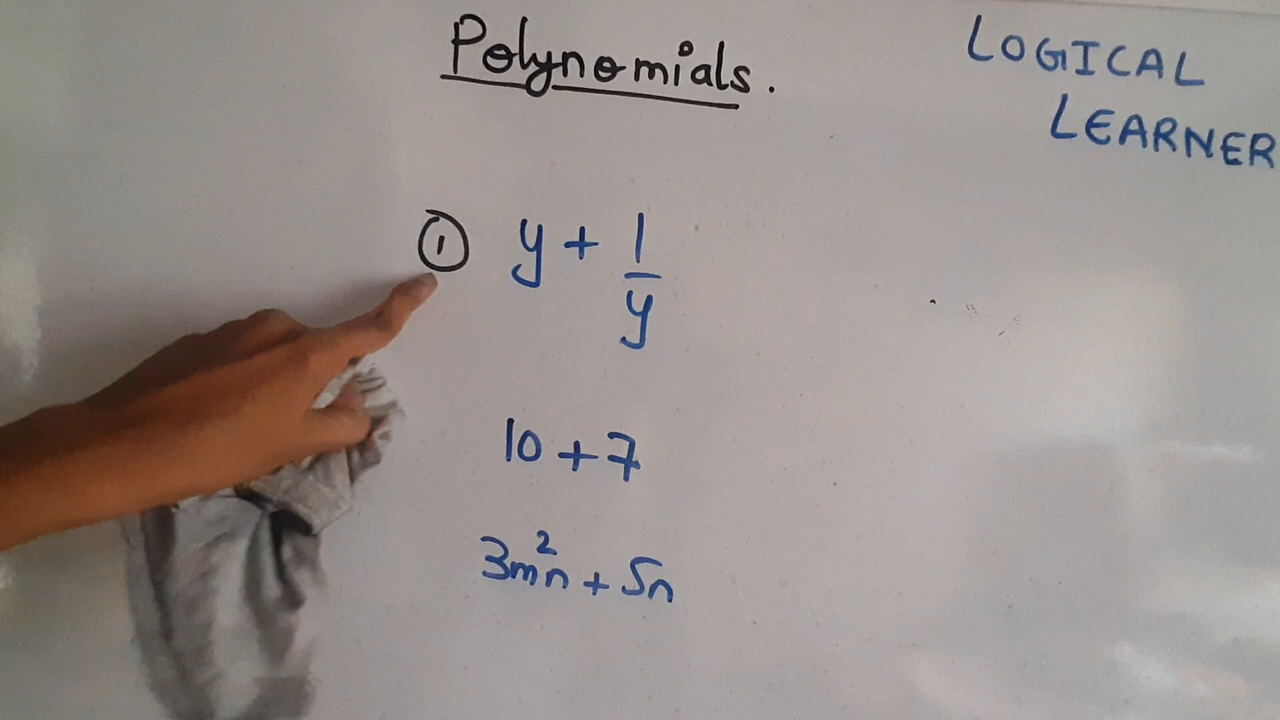 Polynomials.
LOGICAL
LEARNER
① y + 1/y
10 + 7
3m²n + 5n